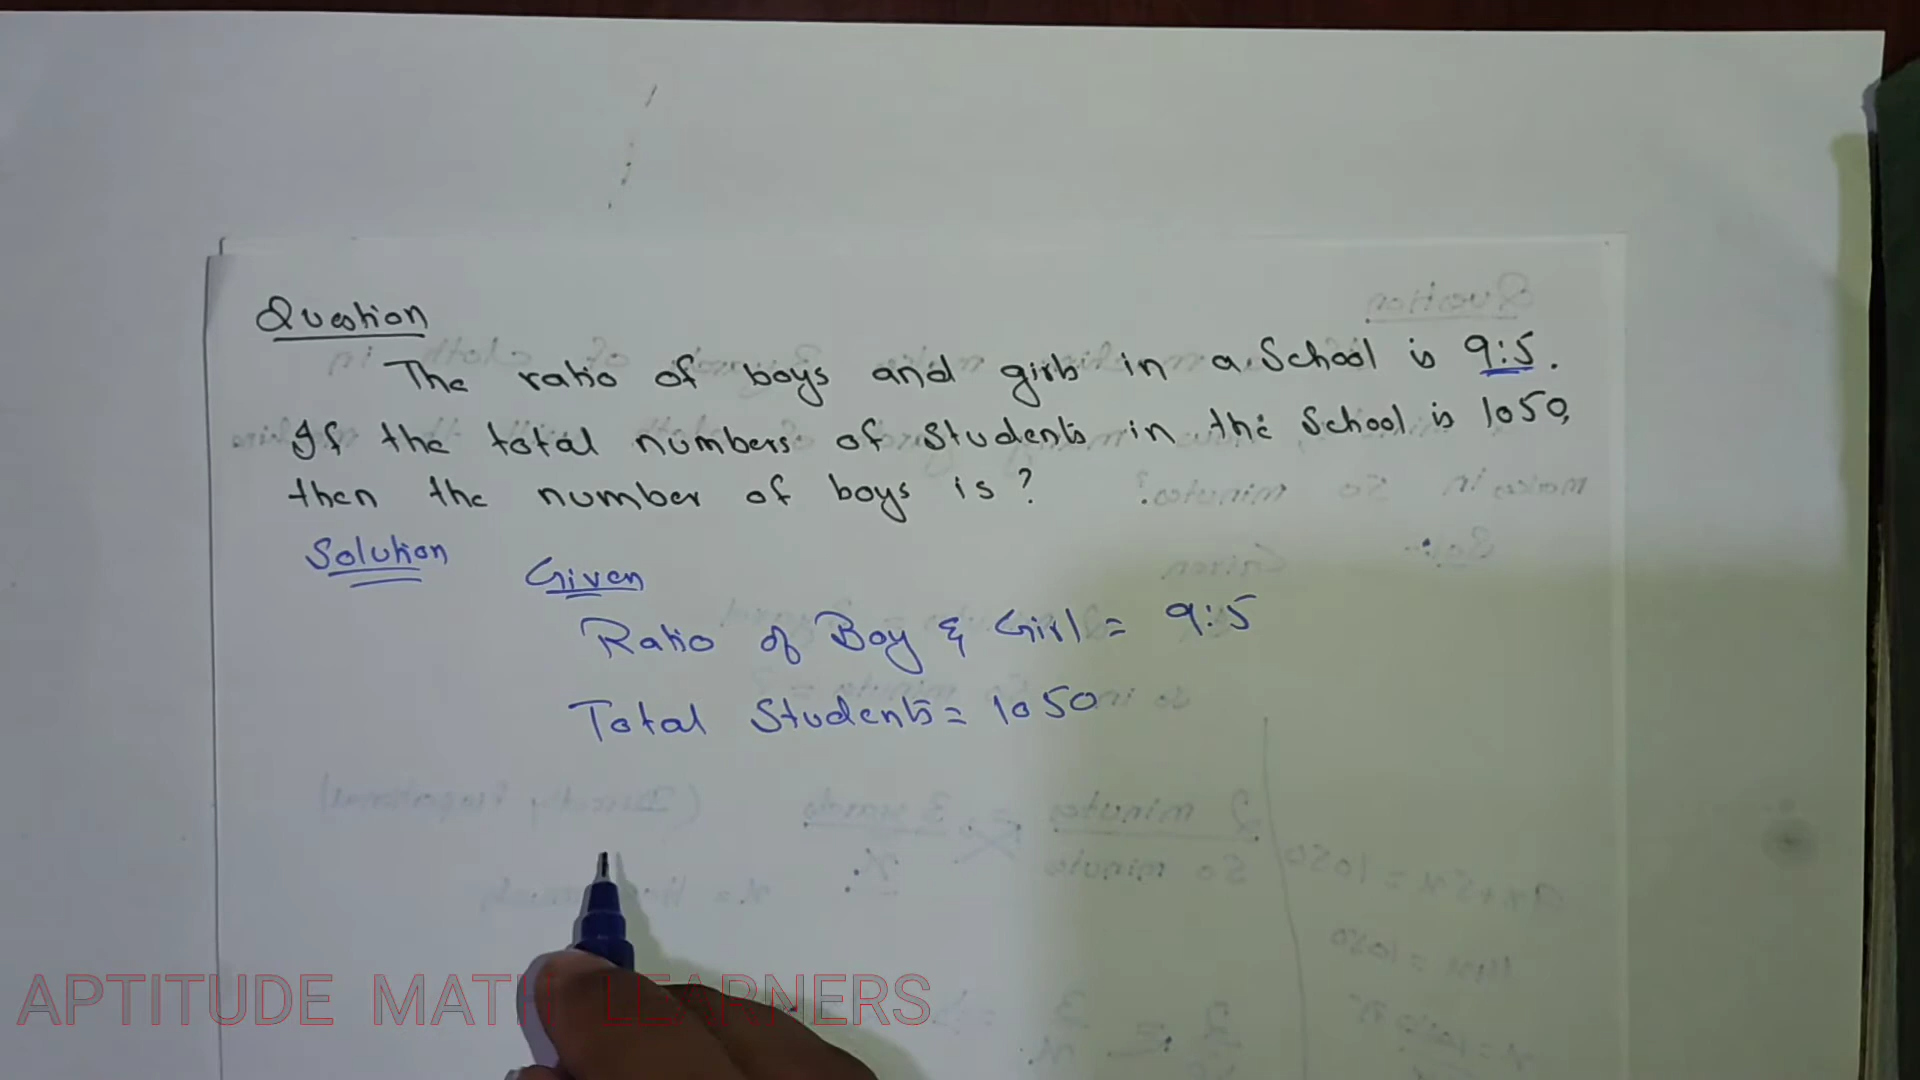 Question
The ratio of boys and girls in a School is 9:5.
If the total numbers of Students in the School is 1050,
then the number of boys is?
Solution
Given
Ratio of Boy & Girl = 9:5
Total Students = 1050
APTITUDE MATH LEARNERS